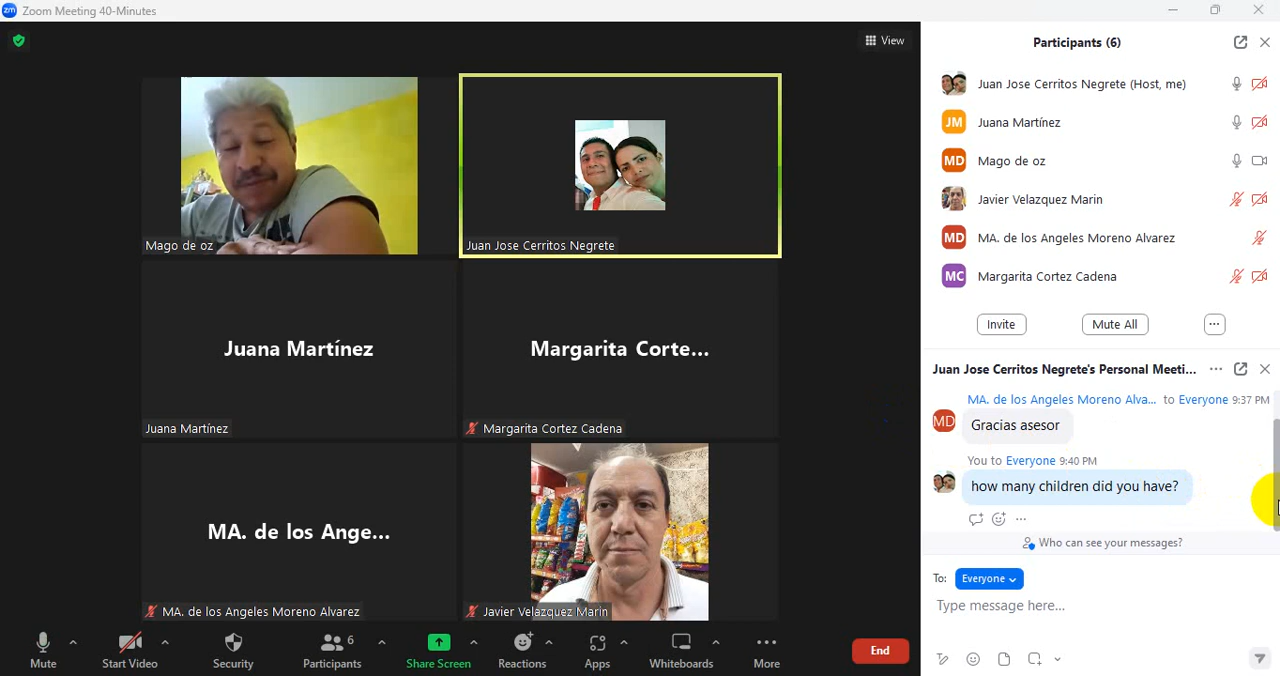 zm Zoom Meeting 40-Minutes
View
Mago de oz
Juan Jose Cerritos Negrete
Juana Martínez
Juana Martínez
Margarita Corte...
Margarita Cortez Cadena
MA. de los Ange...
MA. de los Angeles Moreno Alvarez
Javier Velazquez Marin
Mute
Start Video
Security
6
Participants
Share Screen
Reactions
Apps
Whiteboards
More
End
Participants (6)
Juan Jose Cerritos Negrete (Host, me)
JM Juana Martínez
MD Mago de oz
Javier Velazquez Marin
MD MA. de los Angeles Moreno Alvarez
MC Margarita Cortez Cadena
Invite
Mute All
...
Juan Jose Cerritos Negrete's Personal Meeti...
MA. de los Angeles Moreno Alva... to Everyone 9:37 PM
MD Gracias asesor
You to Everyone 9:40 PM
how many children did you have?
Who can see your messages?
To: Everyone
Type message here...